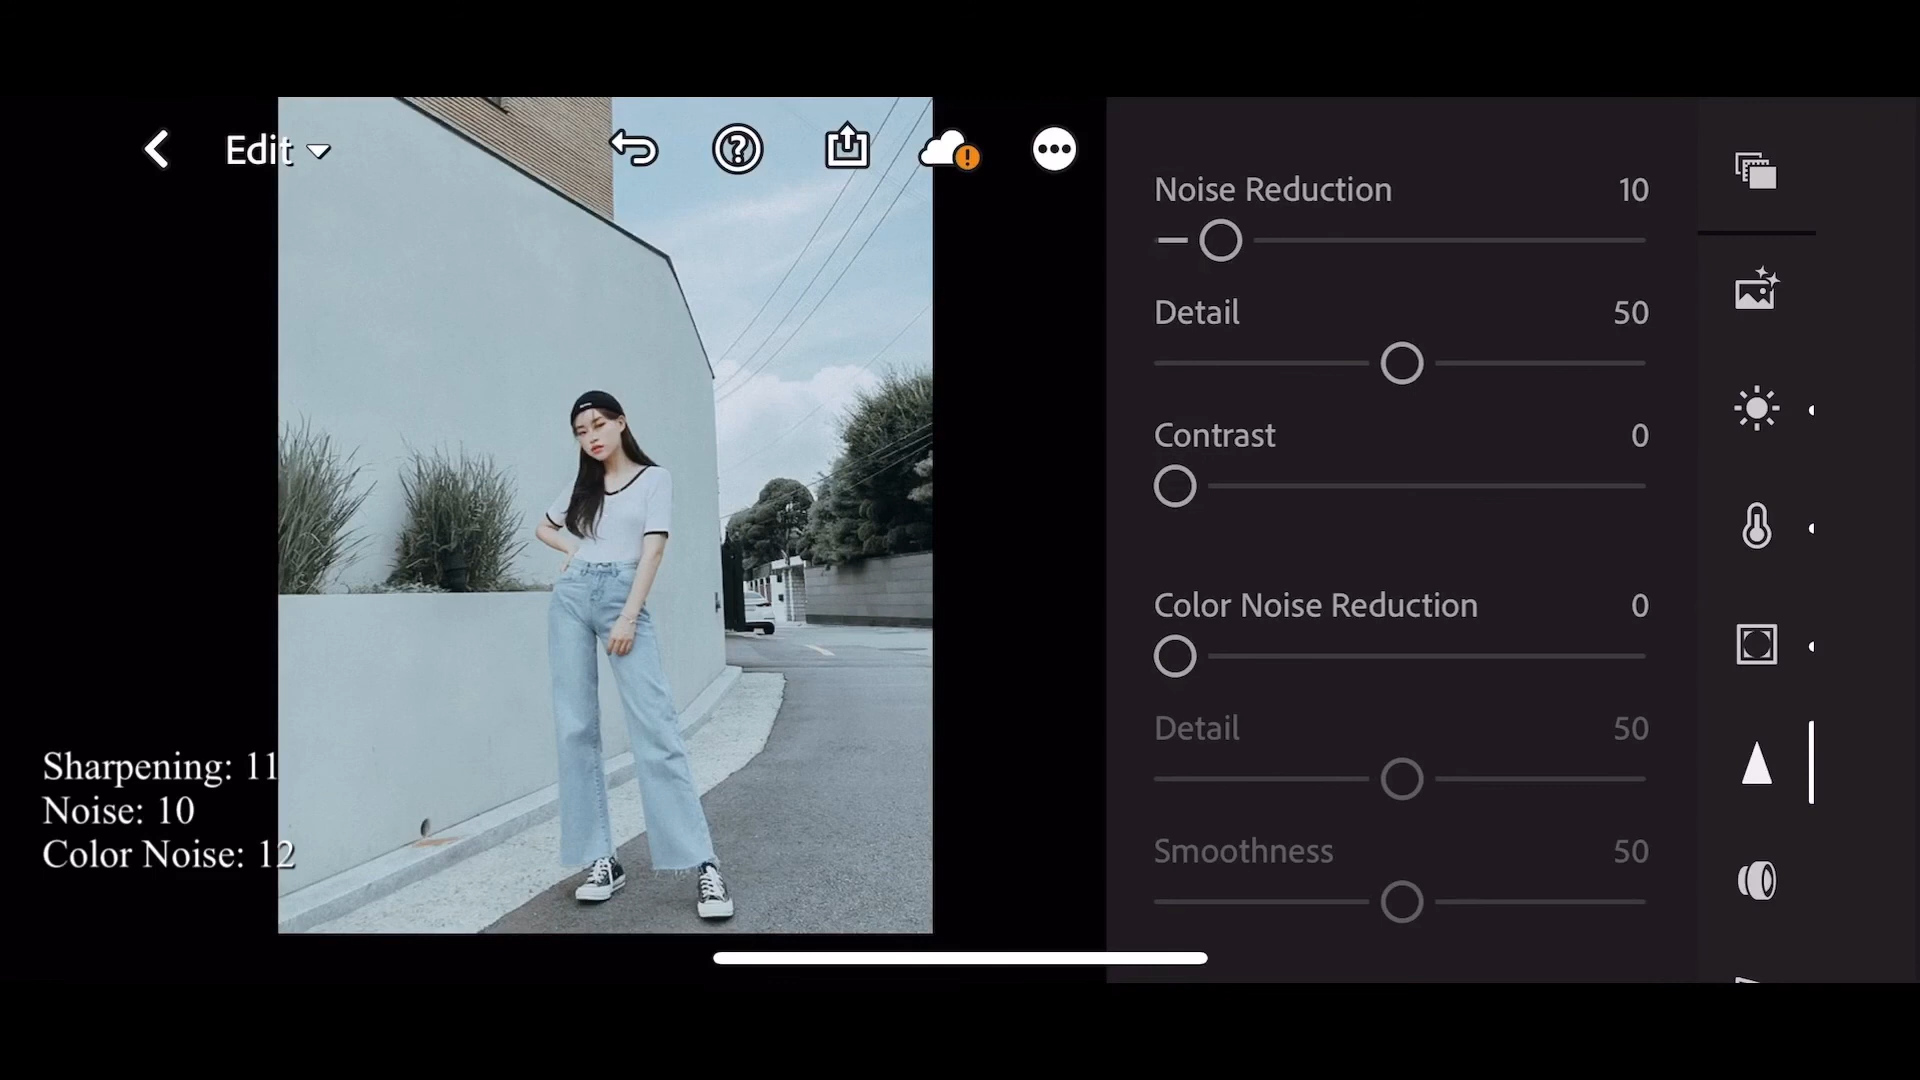 Edit
Noise Reduction 10
Detail 50
Contrast 0
Color Noise Reduction 0
Detail 50
Smoothness 50
Sharpening: 11
Noise: 10
Color Noise: 12